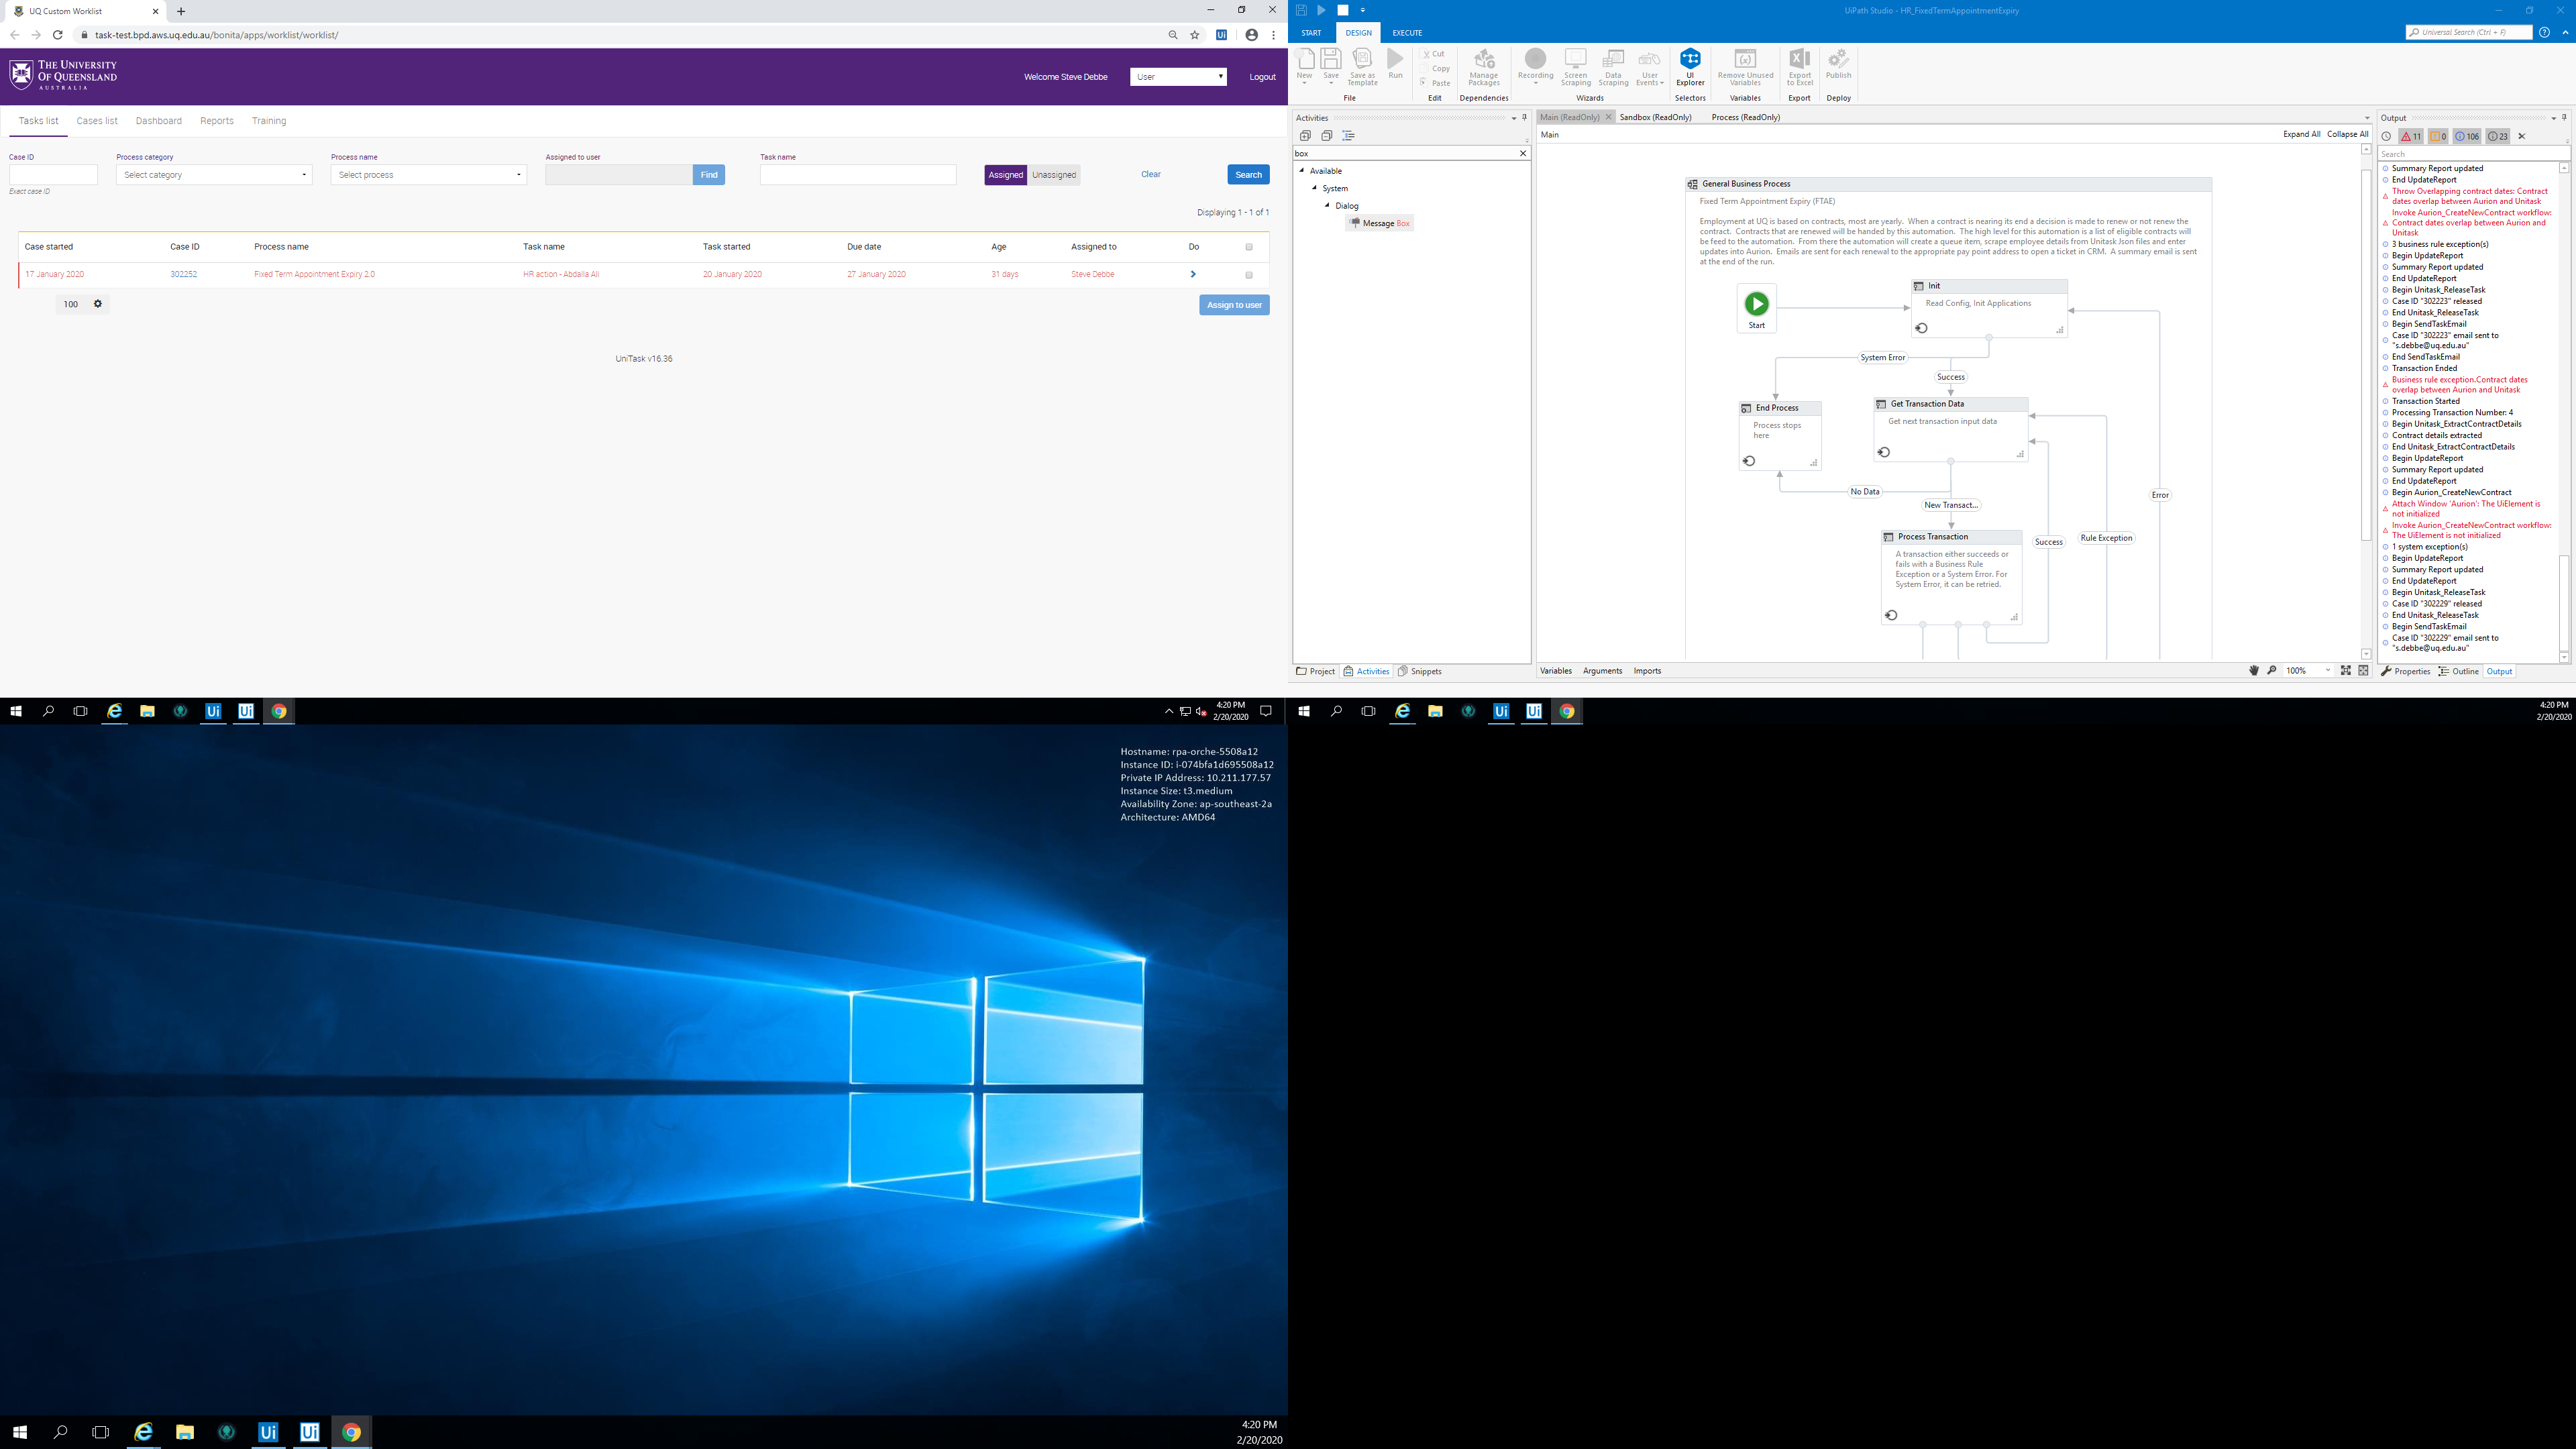 UQ Custom Worklist
task-test.bpd.aws.uq.edu.au/bonita/apps/worklist/worklist/
THE UNIVERSITY
OF QUEENSLAND
AUSTRALIA
Welcome Steve Debbe
User
Logout
Tasks list
Cases list
Dashboard
Reports
Training
Case ID
Process category
Process name
Assigned to user
Task name
Select category
Select process
Find
Assigned
Unassigned
Clear
Search
Exact case ID
Displaying 1 - 1 of 1
Case started Case ID Process name Task name Task started Due date Age Assigned to Do
17 January 2020 302252 Fixed Term Appointment Expiry 2.0 HR action - Abdalla Ali 20 January 2020 27 January 2020 31 days Steve Debbe
100
Assign to user
UniTask v16.36
4:20 PM
2/20/2020
UiPath Studio - HR_FixedTermAppointmentExpiry
START
DESIGN
EXECUTE
Universal Search (Ctrl + F)
New
Save
Save as
Template
Run
Cut
Copy
Paste
Manage
Packages
Recording
Screen
Scraping
Data
Scraping
User
Events
UI
Explorer
Remove Unused
Variables
Export
to Excel
Publish
File
Edit
Dependencies
Wizards
Selectors
Variables
Export
Deploy
Activities
box
Available
System
Dialog
Message Box
Project
Activities
Snippets
Main (ReadOnly)
Sandbox (ReadOnly)
Process (ReadOnly)
Main
Expand All
Collapse All
General Business Process
Fixed Term Appointment Expiry (FTAE)
Employment at UQ is based on contracts, most are yearly. When a contract is nearing its end a decision is made to renew or not renew the
contract. Contracts that are renewed will be handed by this automation. The high level for this automation is a list of eligible contracts will
be feed to the automation. From there the automation will create a queue item, scrape employee details from Unitask Json files and enter
updates into Aurion. Emails are sent for each renewal to the appropriate pay point address to open a ticket in CRM. A summary email is sent
at the end of the run.
Start
Init
Read Config, Init Applications
System Error
Success
End Process
Process stops
here
Get Transaction Data
Get next transaction input data
No Data
New Transact...
Error
Process Transaction
A transaction either succeeds or
fails with a Business Rule
Exception or a System Error. For
System Error, it can be retried.
Success
Rule Exception
Variables
Arguments
Imports
100%
Output
11
0
106
23
Search
Summary Report updated
End UpdateReport
Throw Overlapping contract dates: Contract
dates overlap between Aurion and Unitask
Invoke Aurion_CreateNewContract workflow:
Contract dates overlap between Aurion and
Unitask
3 business rule exception(s)
Begin UpdateReport
Summary Report updated
End UpdateReport
Begin Unitask_ReleaseTask
Case ID "302223" released
End Unitask_ReleaseTask
Begin SendTaskEmail
Case ID "302223" email sent to
"s.debbe@uq.edu.au"
End SendTaskEmail
Transaction Ended
Business rule exception.Contract dates
overlap between Aurion and Unitask
Transaction Started
Processing Transaction Number: 4
Begin Unitask_ExtractContractDetails
Contract details extracted
End Unitask_ExtractContractDetails
Begin UpdateReport
Summary Report updated
End UpdateReport
Begin Aurion_CreateNewContract
Attach Window 'Aurion': The UiElement is
not initialized
Invoke Aurion_CreateNewContract workflow:
The UiElement is not initialized
1 system exception(s)
Begin UpdateReport
Summary Report updated
End UpdateReport
Begin Unitask_ReleaseTask
Case ID "302229" released
End Unitask_ReleaseTask
Begin SendTaskEmail
Case ID "302229" email sent to
"s.debbe@uq.edu.au"
Properties
Outline
Output
4:20 PM
2/20/2020
Hostname: rpa-orche-5508a12
Instance ID: i-074bfa1d695508a12
Private IP Address: 10.211.177.57
Instance Size: t3.medium
Availability Zone: ap-southeast-2a
Architecture: AMD64
4:20 PM
2/20/2020